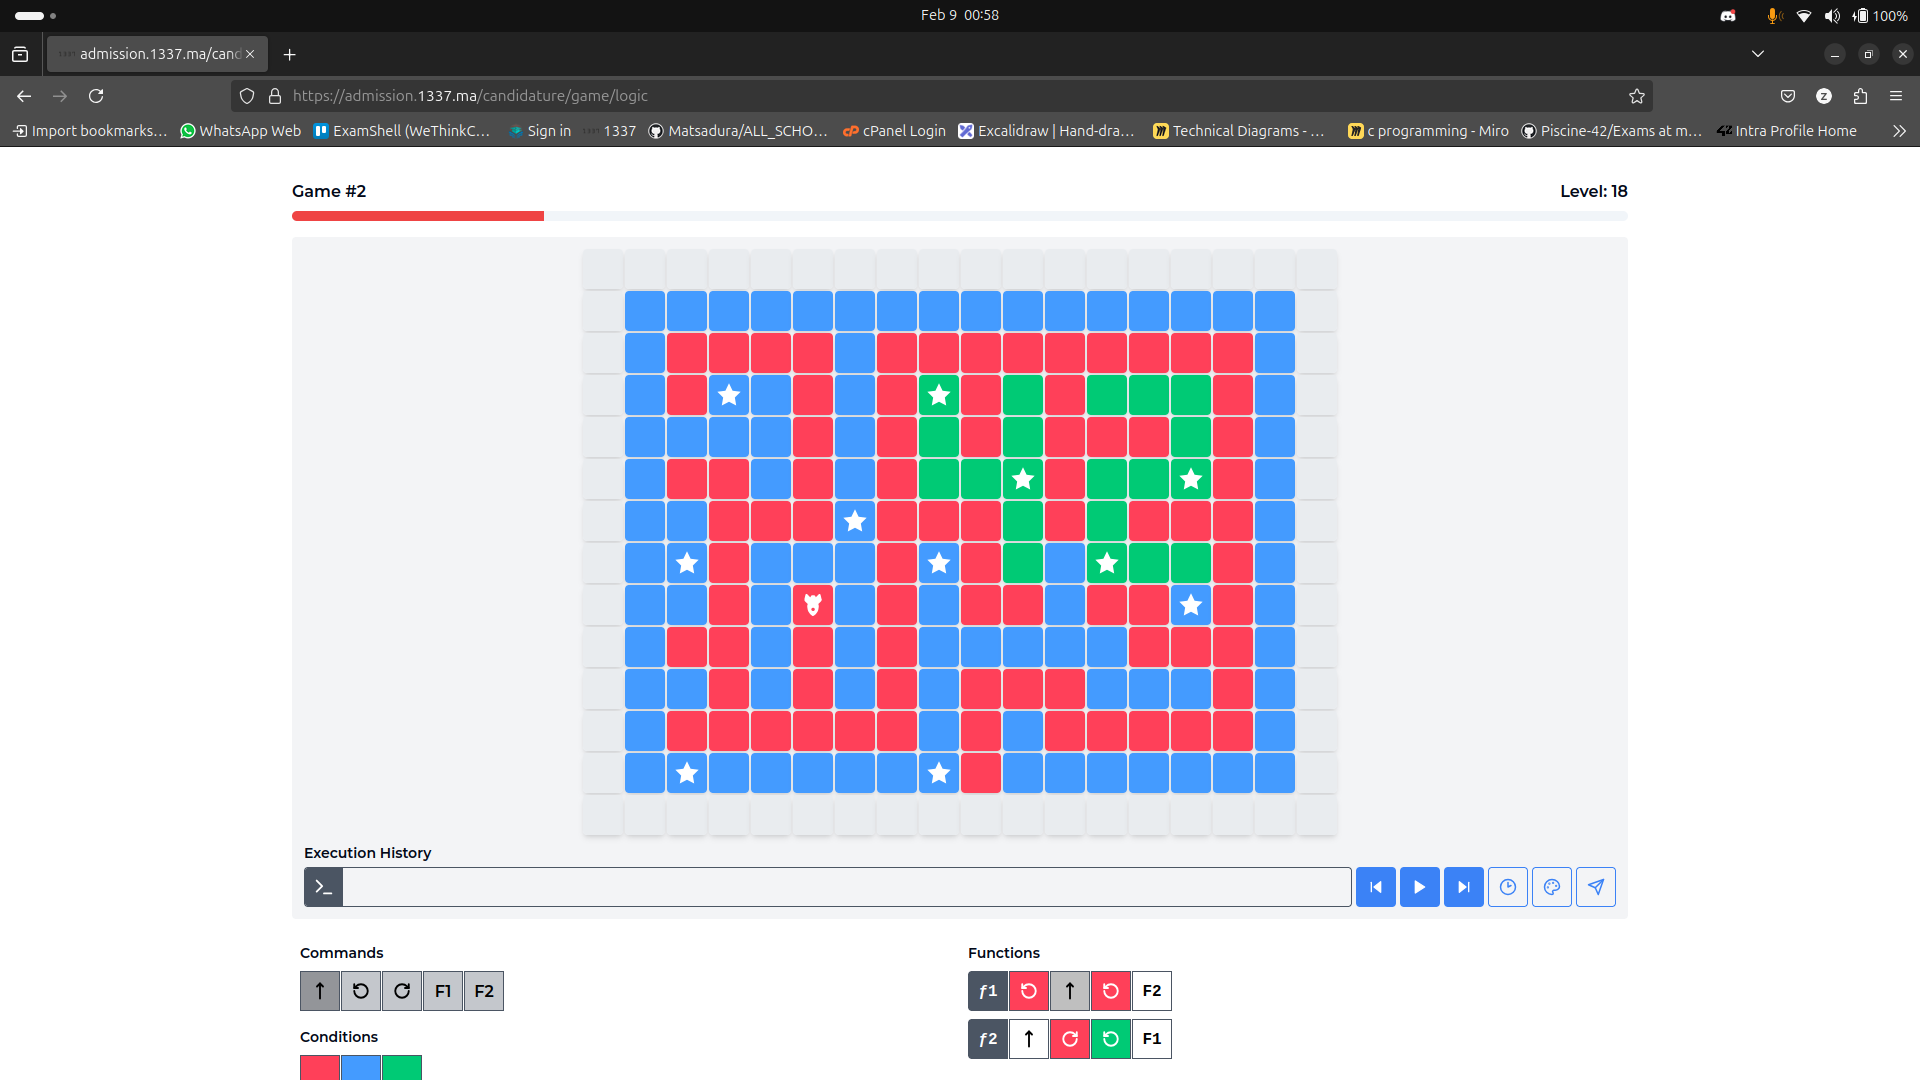 Feb 9 00:58
100%
admission.1337.ma/cand
https://admission.1337.ma/candidature/game/logic
Import bookmarks…
WhatsApp Web
ExamShell (WeThinkC…
Sign in
1337
Matsadura/ALL_SCHO…
cPanel Login
Excalidraw | Hand-dra…
Technical Diagrams - …
c programming - Miro
Piscine-42/Exams at m…
Intra Profile Home
Game #2
Level: 18
Execution History
Commands
F1
F2
Conditions
Functions
ƒ1
F2
ƒ2
F1